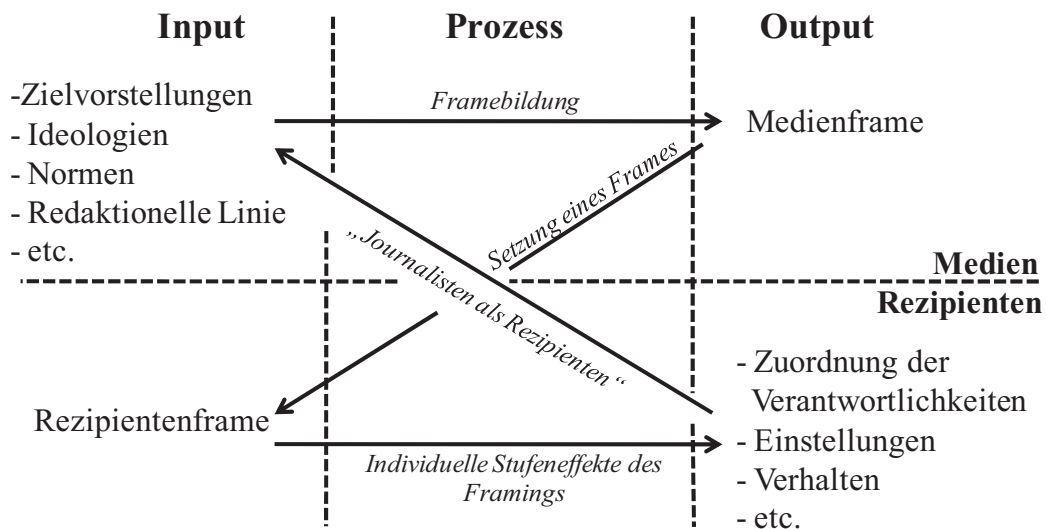 Input
Prozess
Output
-Zielvorstellungen
- Ideologien
- Normen
- Redaktionelle Linie
- etc.
Framebildung
Medienframe
Setzung eines Frames
„Journalisten als Rezipienten“
Medien
Rezipienten
Rezipientenframe
Individuelle Stufeneffekte des
Framings
- Zuordnung der
Verantwortlichkeiten
- Einstellungen
- Verhalten
- etc.